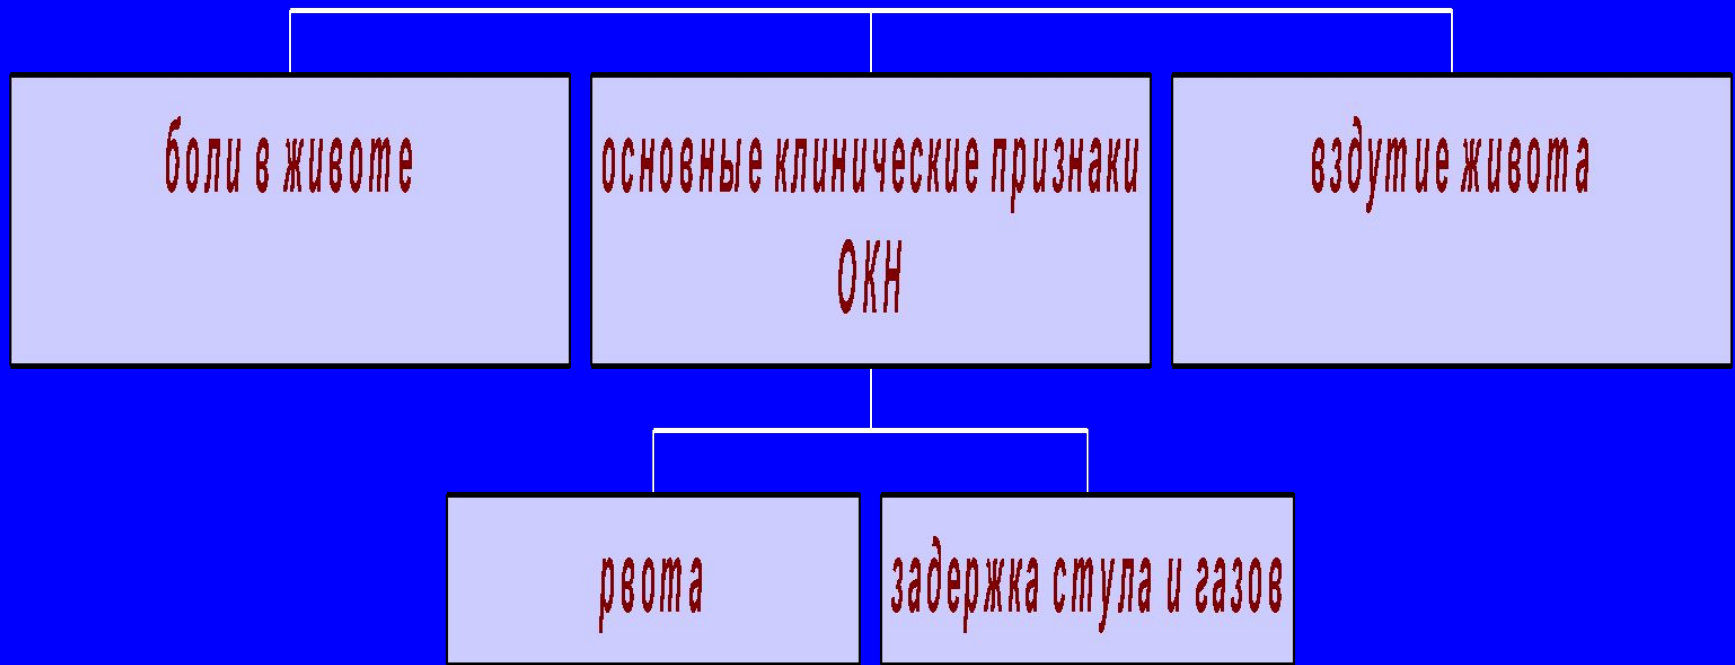 боли в животе
основные клинические признаки
ОКН
вздутие живота
рвота
задержка стула и газов